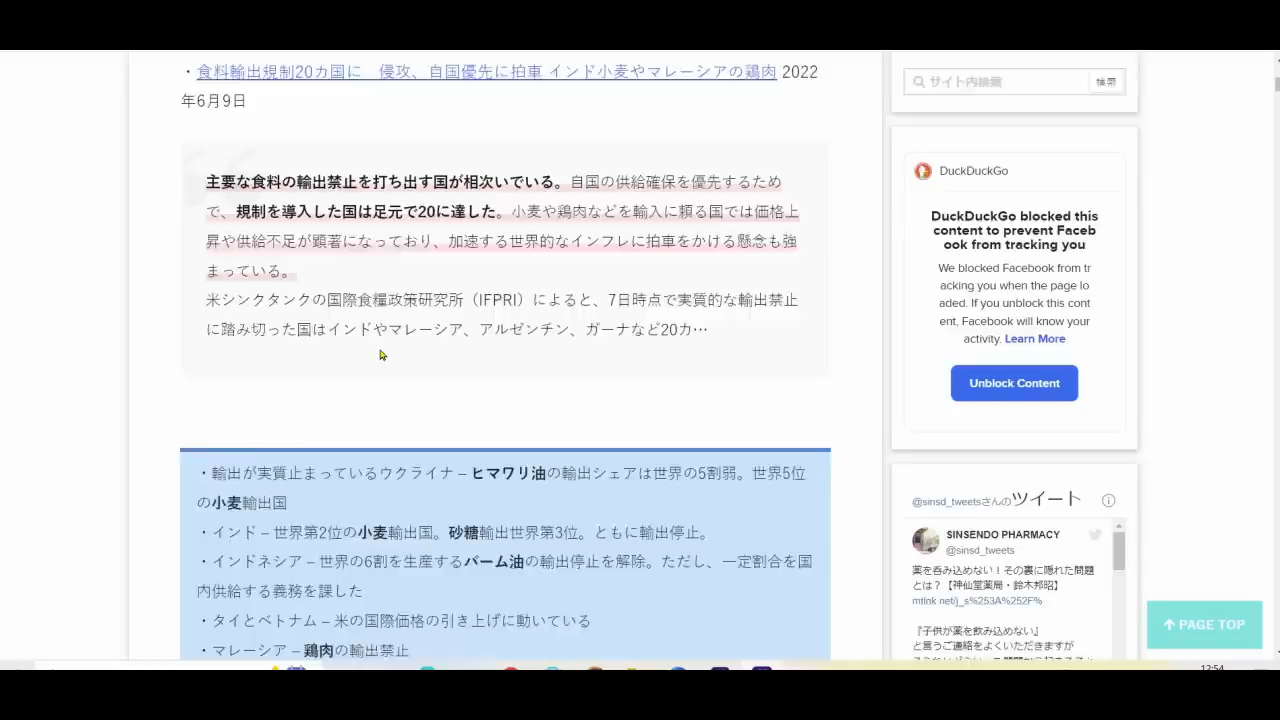 ・食料輸出規制20カ国に　侵攻、自国優先に拍車 インド小麦やマレーシアの鶏肉 2022
年6月9日
主要な食料の輸出禁止を打ち出す国が相次いでいる。自国の供給確保を優先するため
で、規制を導入した国は足元で20に達した。小麦や鶏肉などを輸入に頼る国では価格上
昇や供給不足が顕著になっており、加速する世界的なインフレに拍車をかける懸念も強
まっている。
米シンクタンクの国際食糧政策研究所（IFPRI）によると、7日時点で実質的な輸出禁止
に踏み切った国はインドやマレーシア、アルゼンチン、ガーナなど20カ…
・輸出が実質止まっているウクライナ – ヒマワリ油の輸出シェアは世界の5割弱。世界5位
の小麦輸出国
・インド – 世界第2位の小麦輸出国。砂糖輸出世界第3位。ともに輸出停止。
・インドネシア – 世界の6割を生産するパーム油の輸出停止を解除。ただし、一定割合を国
内供給する義務を課した
・タイとベトナム – 米の国際価格の引き上げに動いている
・マレーシア – 鶏肉の輸出禁止
サイト内検索
検索
DuckDuckGo
DuckDuckGo blocked this
content to prevent Faceb
ook from tracking you
We blocked Facebook from tr
acking you when the page lo
aded. If you unblock this cont
ent, Facebook will know your
activity. Learn More
Unblock Content
@sinsd_tweetsさんのツイート
SINSENDO PHARMACY
@sinsd_tweets
薬を呑み込めない！その裏に隠れた問題
とは？【神仙堂薬局・鈴木邦昭】
mtlnk net/j_s%253A%252F%
『子供が薬を飲み込めない』
と言うご連絡をよくいただきますが
PAGE TOP
12:54